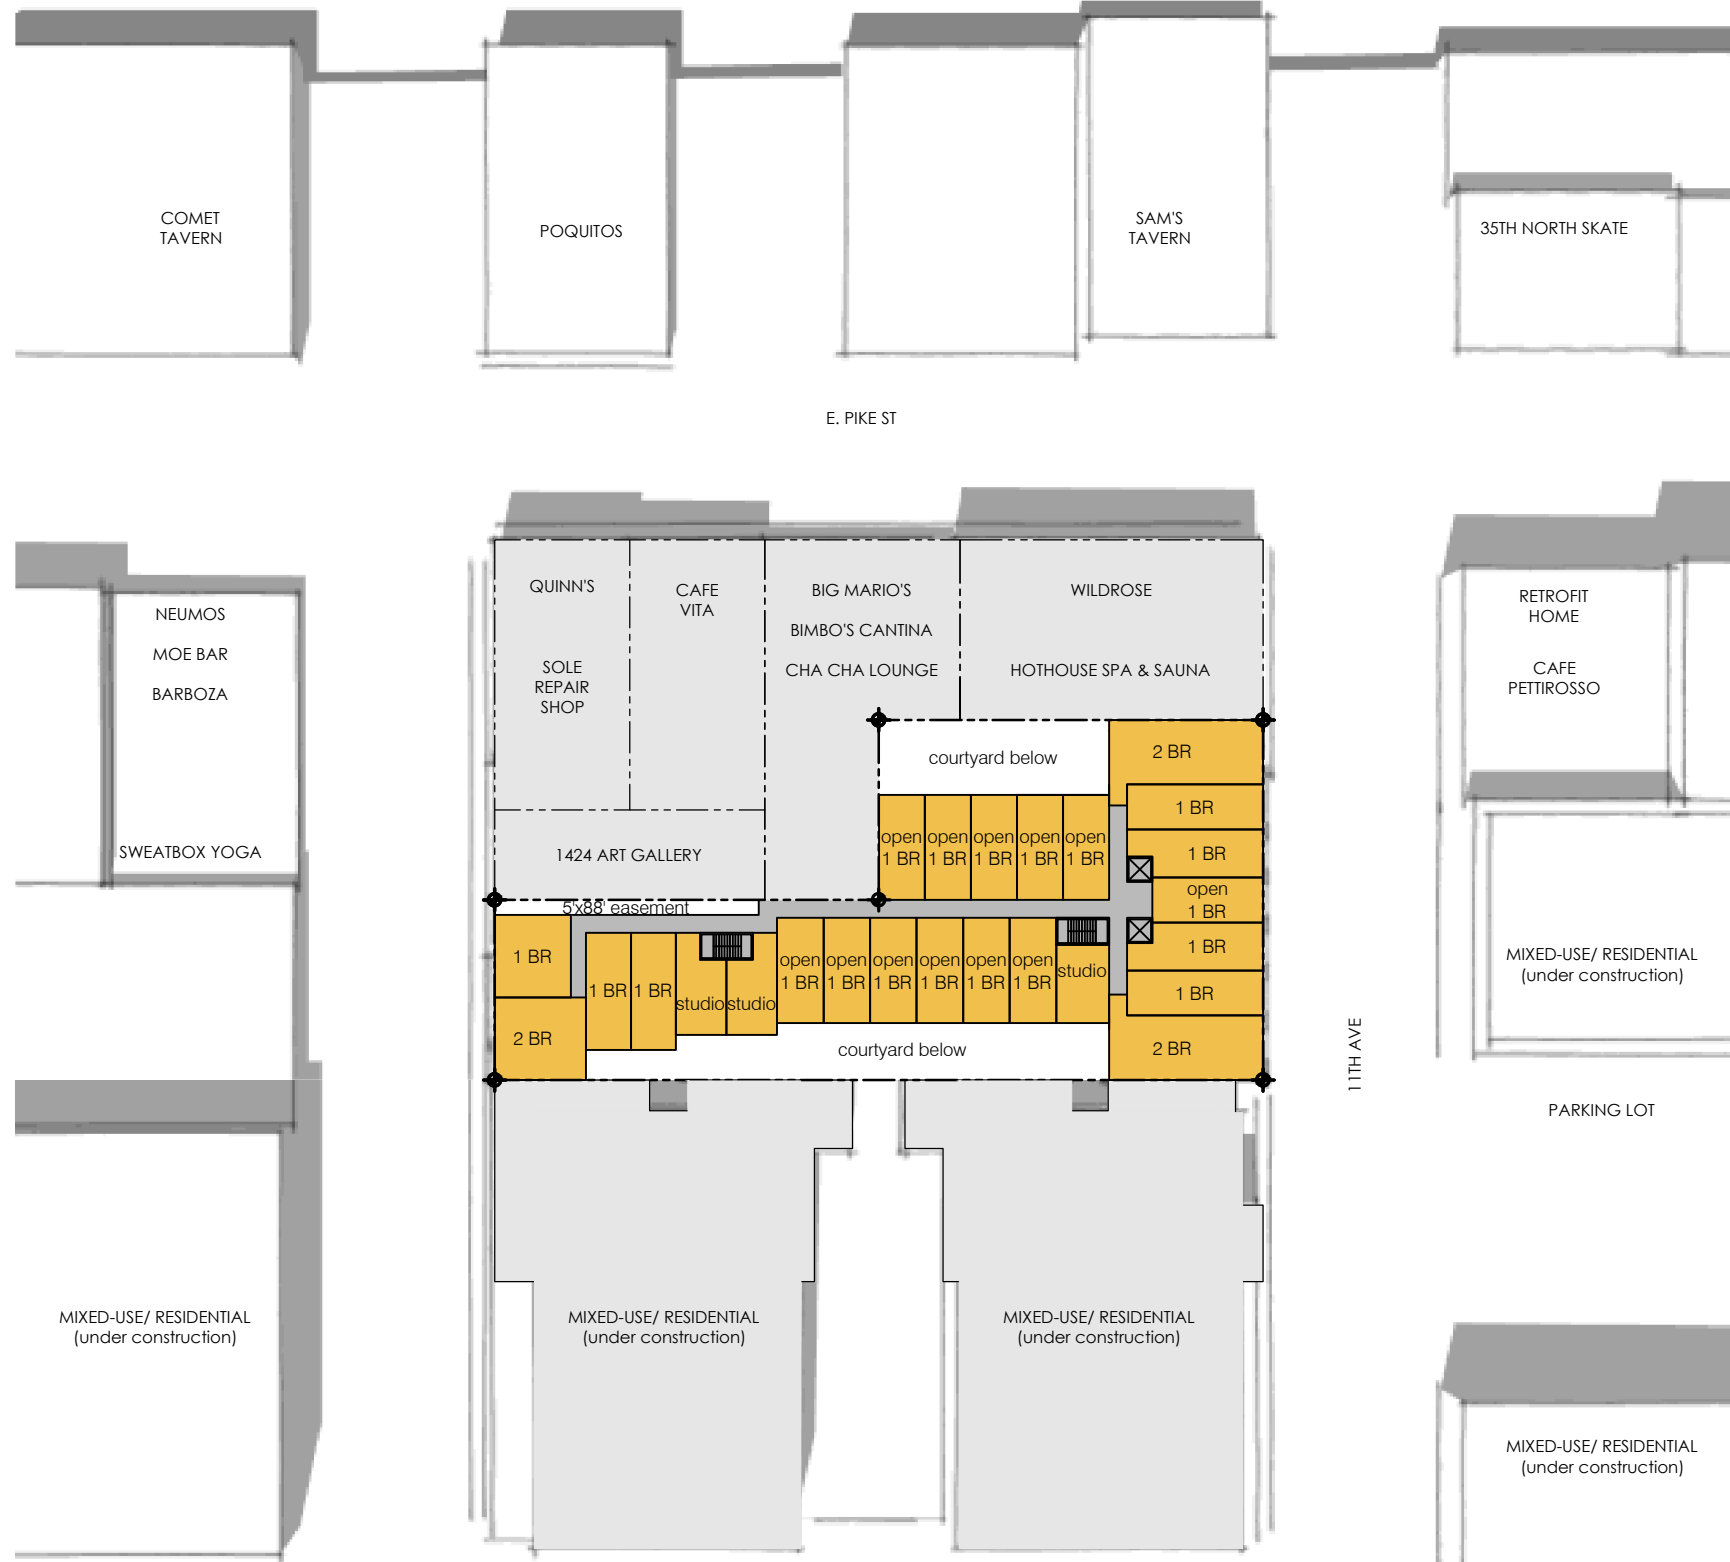 COMET
TAVERN
POQUITOS
SAM'S
TAVERN
35TH NORTH SKATE
E. PIKE ST
NEUMOS
MOE BAR
BARBOZA
SWEATBOX YOGA
QUINN'S
SOLE
REPAIR
SHOP
CAFE
VITA
BIG MARIO'S
BIMBO'S CANTINA
CHA CHA LOUNGE
WILDROSE
HOTHOUSE SPA & SAUNA
RETROFIT
HOME
CAFE
PETTIROSSO
1424 ART GALLERY
courtyard below
2 BR
1 BR
1 BR
open
1 BR
1 BR
1 BR
2 BR
open
1 BR
open
1 BR
open
1 BR
open
1 BR
open
1 BR
5'x88' easement
1 BR
2 BR
1 BR
1 BR
studio
studio
open
1 BR
open
1 BR
open
1 BR
open
1 BR
open
1 BR
open
1 BR
studio
courtyard below
11TH AVE
MIXED-USE/ RESIDENTIAL
(under construction)
PARKING LOT
MIXED-USE/ RESIDENTIAL
(under construction)
MIXED-USE/ RESIDENTIAL
(under construction)
MIXED-USE/ RESIDENTIAL
(under construction)
MIXED-USE/ RESIDENTIAL
(under construction)